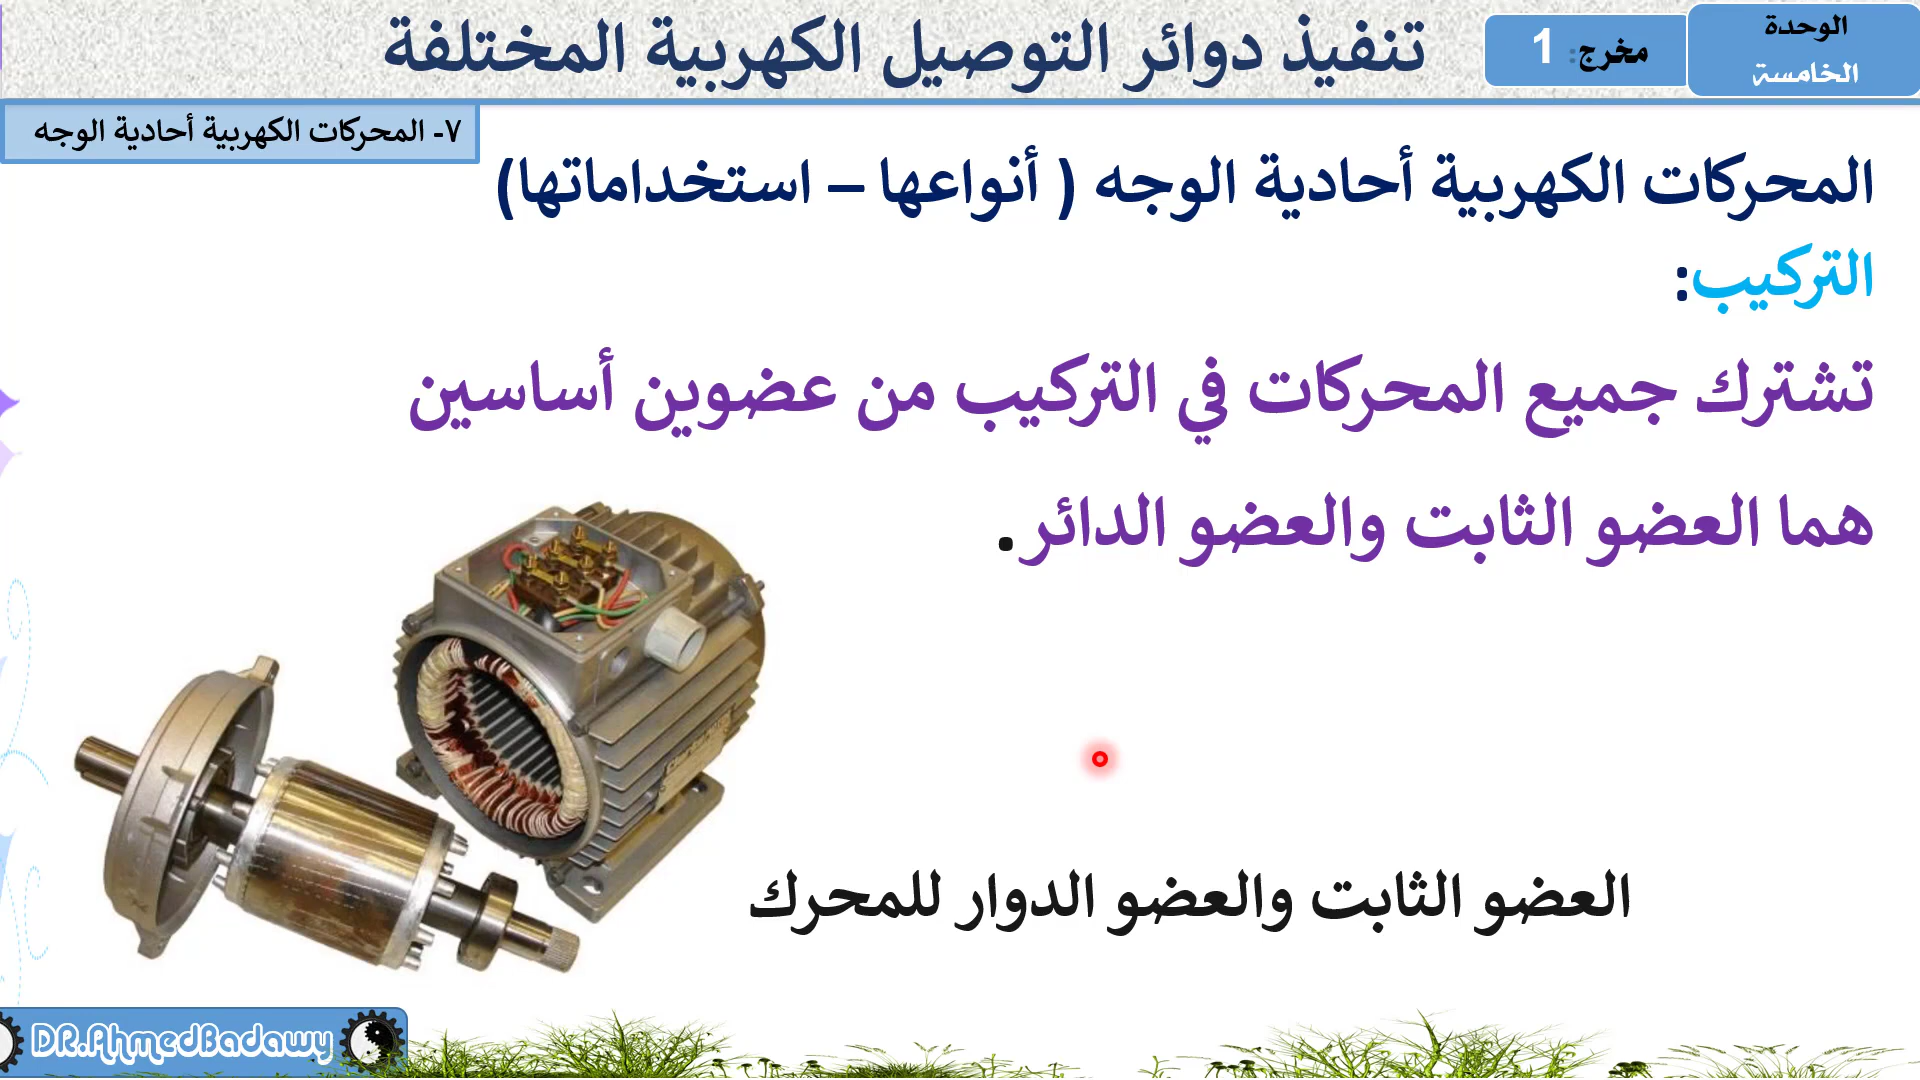 الوحدة
الخامسة
مخرج: 1
تنفيذ دوائر التوصيل الكهربية المختلفة
٧- المحركات الكهربية أحادية الوجه
المحركات الكهربية أحادية الوجه ( أنواعها – استخداماتها)
التركيب:
تشترك جميع المحركات في التركيب من عضوين أساسين
هما العضو الثابت والعضو الدائر.
العضو الثابت والعضو الدوار للمحرك
DR.AhmedBadawy